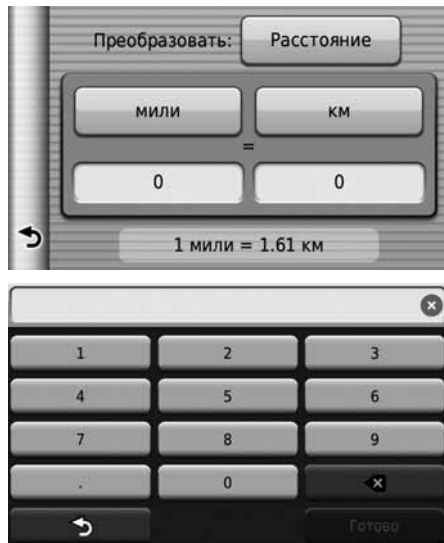 Преобразовать: Расстояние
мили км
=
0 0
1 мили = 1.61 км
1 2 3
4 5 6
7 8 9
. 0
Готово